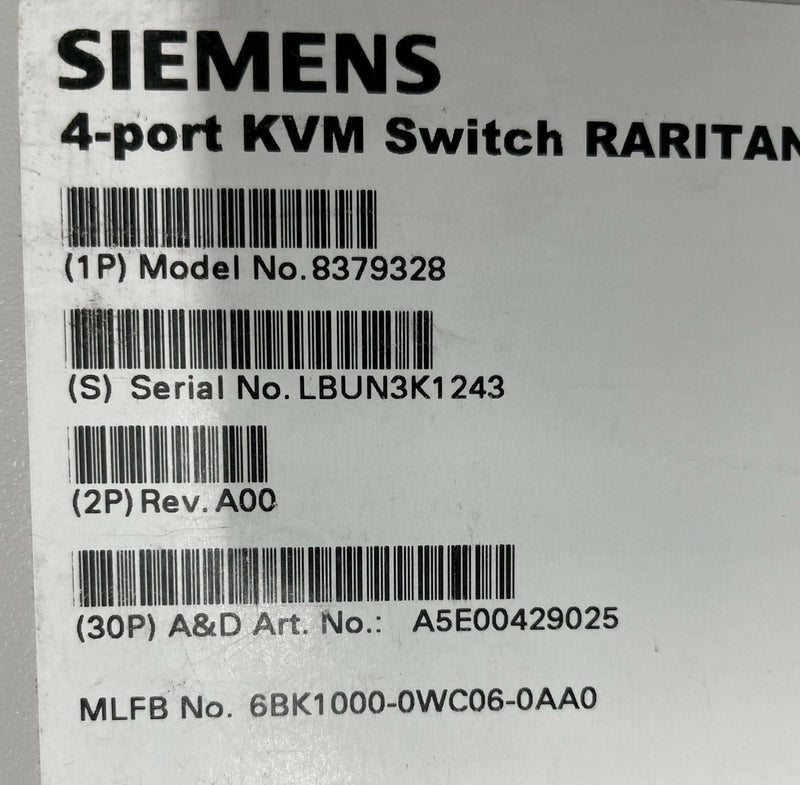 SIEMENS
4-port KVM Switch RARITAN
(1P) Model No.8379328
(S) Serial No. LBUN3K1243
(2P) Rev. A00
(30P) A&D Art. No.: A5E00429025
MLFB No. 6BK1000-0WC06-0AA0